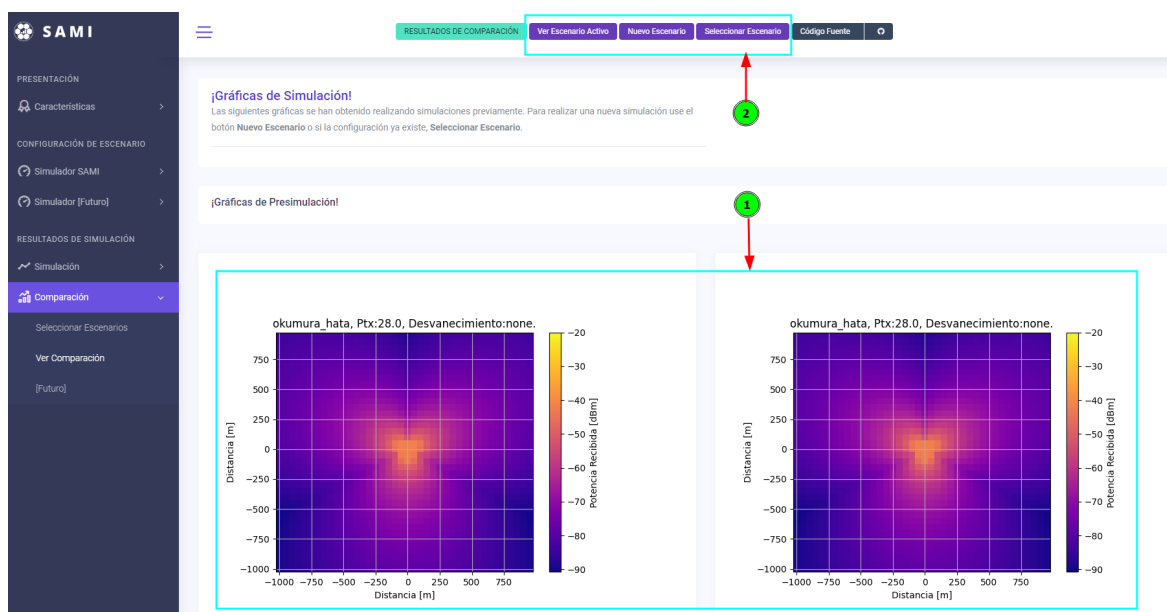 SAMI
RESULTADOS DE COMPARACIÓN
Ver Escenario Activo
Nuevo Escenario
Seleccionar Escenario
Código Fuente
PRESENTACIÓN
Características
CONFIGURACIÓN DE ESCENARIO
Simulador SAMI
Simulador [Futuro]
RESULTADOS DE SIMULACIÓN
Simulación
Comparación
Seleccionar Escenarios
Ver Comparación
[Futuro]
¡Gráficas de Simulación!
Las siguientes gráficas se han obtenido realizando simulaciones previamente. Para realizar una nueva simulación use el
botón Nuevo Escenario o si la configuración ya existe, Seleccionar Escenario.
2
¡Gráficas de Presimulación!
1
okumura_hata, Ptx:28.0, Desvanecimiento:none.
750
500
250
0
−250
−500
−750
−1000
Distancia [m]
−1000 −750 −500 −250 0 250 500 750
Distancia [m]
−20
−30
−40
−50
−60
−70
−80
−90
Potencia Recibida [dBm]
okumura_hata, Ptx:28.0, Desvanecimiento:none.
750
500
250
0
−250
−500
−750
−1000
Distancia [m]
−1000 −750 −500 −250 0 250 500 750
Distancia [m]
−20
−30
−40
−50
−60
−70
−80
−90
Potencia Recibida [dBm]